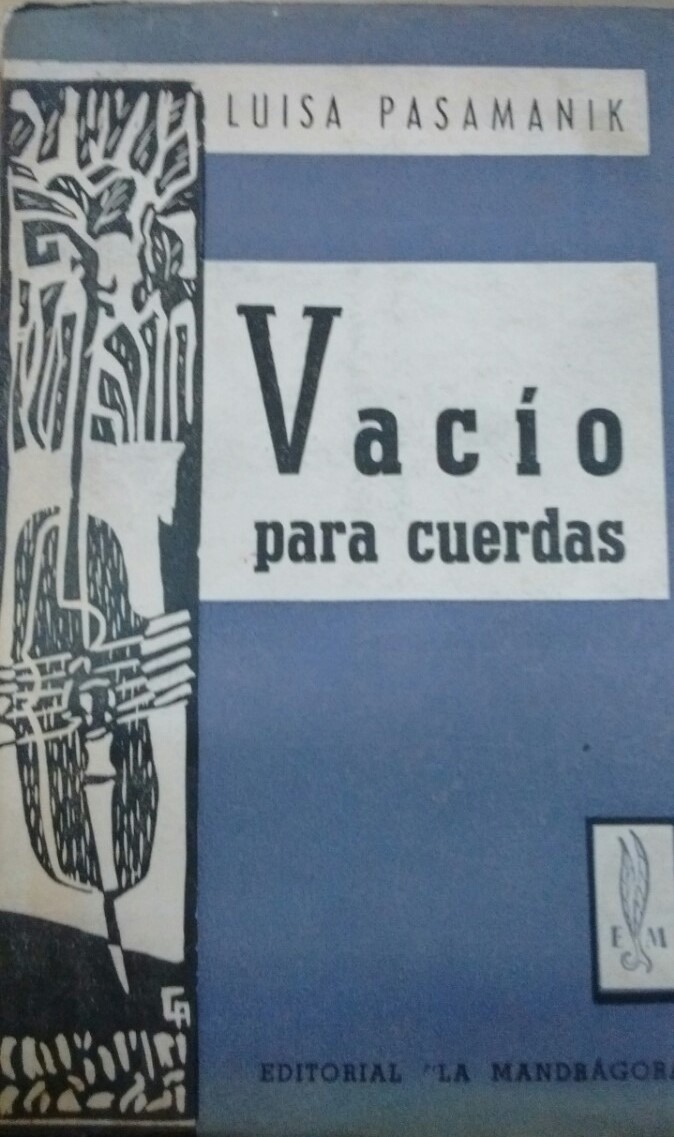 LUISA PASAMANIK
Vacío
para cuerdas
E M
EDITORIAL "LA MANDRÁGORA